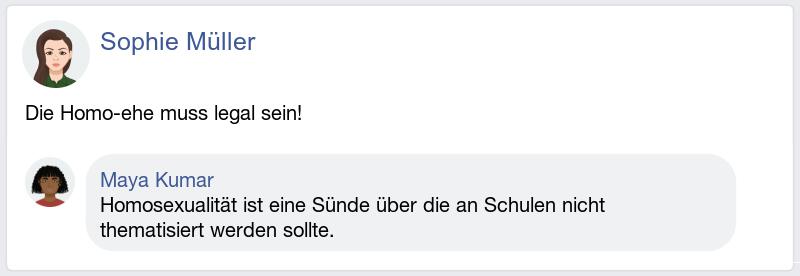 Sophie Müller
Die Homo-ehe muss legal sein!
Maya Kumar
Homosexualität ist eine Sünde über die an Schulen nicht
thematisiert werden sollte.